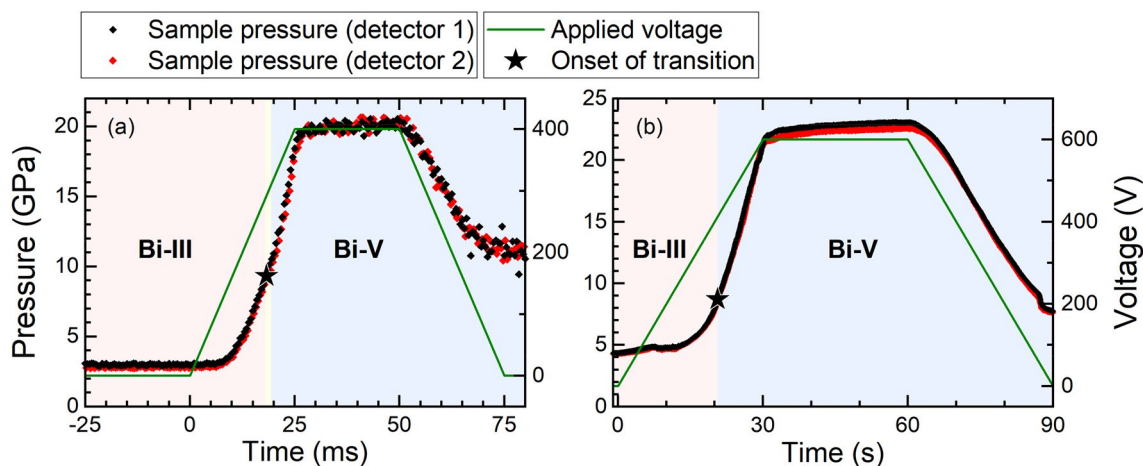 Sample pressure (detector 1)
Sample pressure (detector 2)
Applied voltage
Onset of transition
(a)
Bi-III
Bi-V
Pressure (GPa)
20
15
10
5
0
400
200
0
-25
0
25
50
75
Time (ms)
(b)
Bi-III
Bi-V
25
20
15
10
5
0
600
400
200
0
Voltage (V)
0
30
60
90
Time (s)